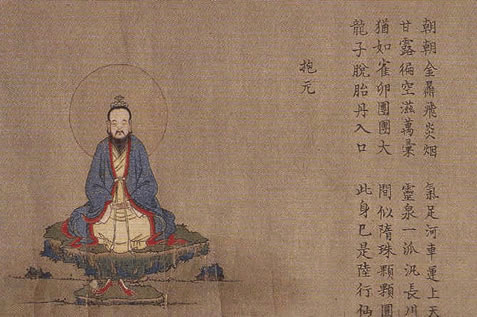 朝朝金鼎飛炎烟 氣足河車運上天
甘露徧空滋萬彙 靈泉一派長川
猶如雀卵團團大 間似隋珠顆顆圓
龍子脫胎丹入口 此身已是陸行仙
抱元